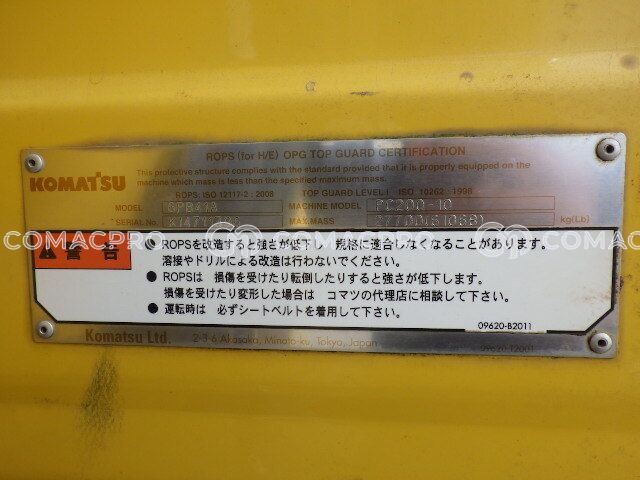 ROPS (for H/E) OPG TOP GUARD CERTIFICATION
KOMATSU
This protective structure complies with the standard provided that it is properly equipped on the
machine which mass is less than the specified maximum mass.
ROPS: ISO 12117-2 : 2008 TOP GUARD LEVEL I ISO 10262 : 1998
MODEL MACHINE MODEL PC200-10
SERIAL No. MAX.MASS kg(Lb)
COMACPRO COMACPRO COMACPRO
警告
● ROPSを改造すると強さが低下し、規格に適合しなくなることがあります。
溶接やドリルによる改造は行わないでください。
● ROPSは 損傷を受けたり転倒したりすると強さが低下します。
損傷を受けたり変形した場合は コマツの代理店に相談して下さい。
● 運転時は 必ずシートベルトを着用して下さい。
09620-B2011
Komatsu Ltd. 2-3-6 Akasaka, Minato-ku, Tokyo, Japan
09620-T2001